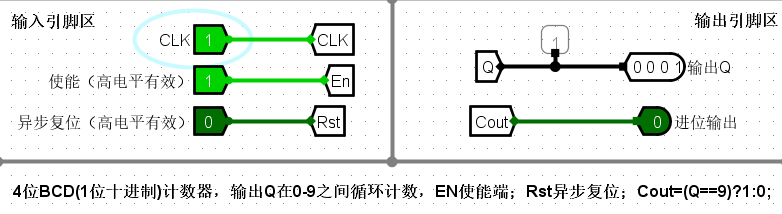 输入引脚区
CLK 1 CLK
使能（高电平有效） 1 En
异步复位（高电平有效） 0 Rst
输出引脚区
1
Q 0 0 0 1 输出Q
Cout 0 进位输出
4位BCD(1位十进制)计数器，输出Q在0-9之间循环计数，EN使能端；Rst异步复位；Cout=(Q==9)?1:0;